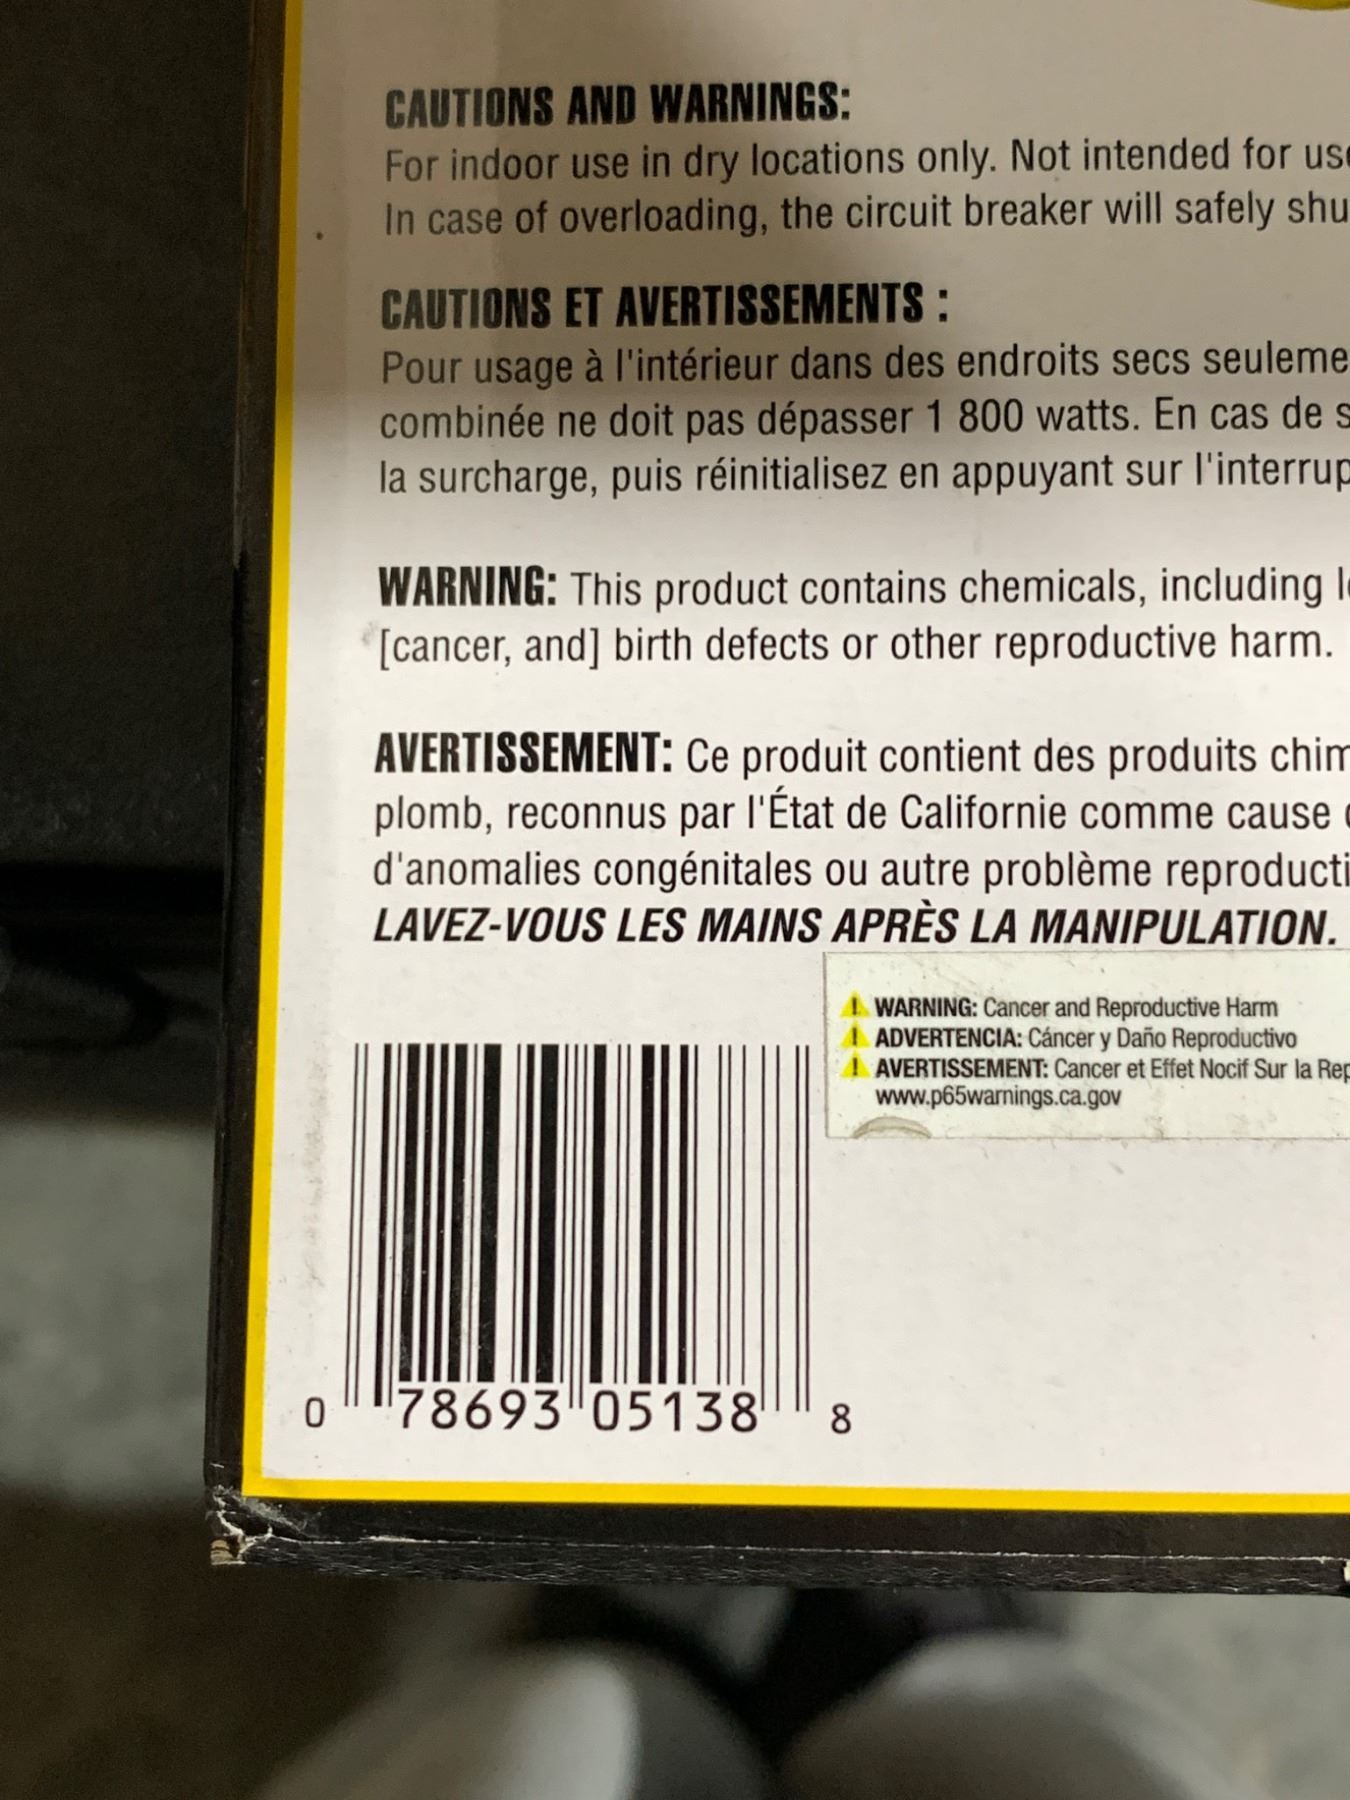 CAUTIONS AND WARNINGS:
For indoor use in dry locations only. Not intended for
In case of overloading, the circuit breaker will safely
CAUTIONS ET AVERTISSEMENTS :
Pour usage à l'intérieur dans des endroits secs
combinée ne doit pas dépasser 1 800 watts. En cas de
la surcharge, puis réinitialisez en appuyant sur
WARNING: This product contains chemicals, including
[cancer, and] birth defects or other reproductive harm.
AVERTISSEMENT: Ce produit contient des produits
plomb, reconnus par l'État de Californie comme cause
d'anomalies congénitales ou autre problème
LAVEZ-VOUS LES MAINS APRÈS LA MANIPULATION.
WARNING: Cancer and Reproductive Harm
ADVERTENCIA: Cáncer y Daño Reproductivo
AVERTISSEMENT: Cancer et Effet Nocif Sur la
www.p65warnings.ca.gov
0 78693 05138 8